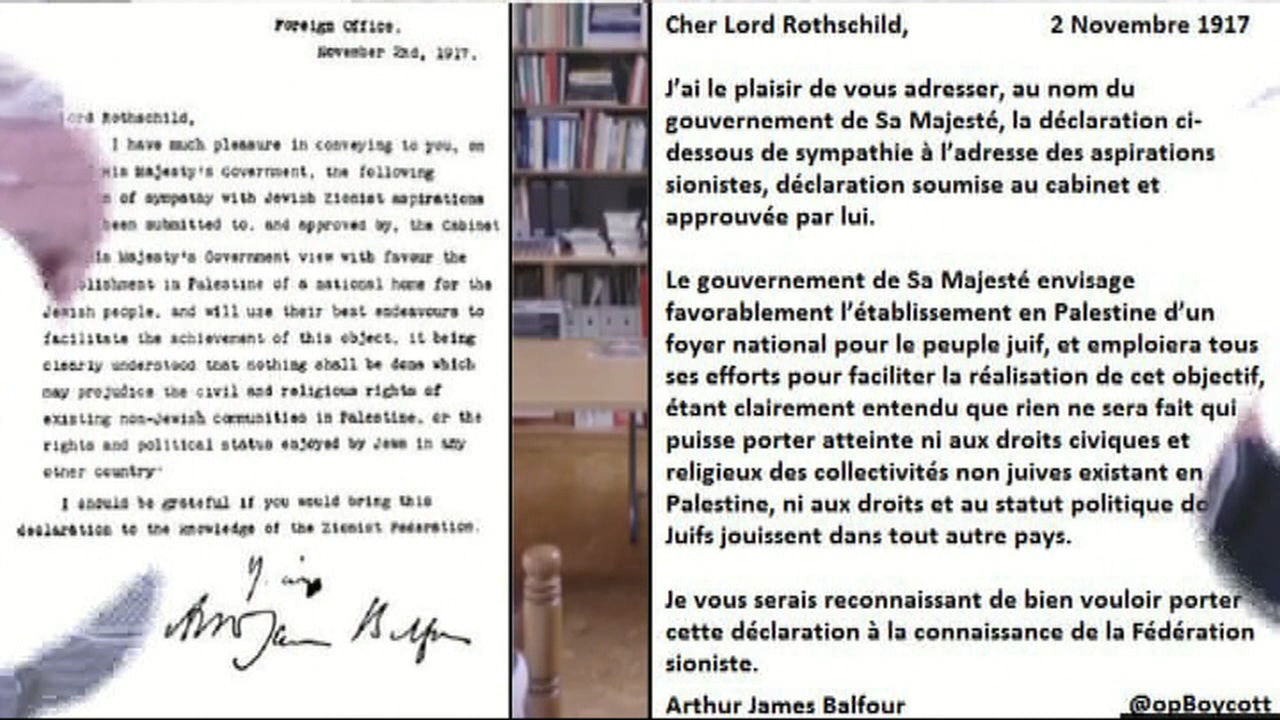 Foreign Office.
November 2nd, 1917.
Rothschild,
I have much pleasure in conveying to you, on
His Majesty's Government, the following
of sympathy with Jewish Zionist aspirations
been submitted to, and approved by, the Cabinet
Majesty's Government view with favour the
in Palestine of a national home for the
Jewish people, and will use their best endeavours to
facilitate the achievement of this object, it being
clearly understood that nothing shall be done which
may prejudice the civil and religious rights of
existing non-Jewish communities in Palestine, or the
rights and political status enjoyed by Jews in any
other country"
I should be grateful if you would bring this
declaration to the knowledge of the Zionist Federation.
Cher Lord Rothschild, 2 Novembre 1917
J'ai le plaisir de vous adresser, au nom du
gouvernement de Sa Majesté, la déclaration ci-
dessous de sympathie à l'adresse des aspirations
sionistes, déclaration soumise au cabinet et
approuvée par lui.
Le gouvernement de Sa Majesté envisage
favorablement l'établissement en Palestine d'un
foyer national pour le peuple juif, et emploiera tous
ses efforts pour faciliter la réalisation de cet objectif,
étant clairement entendu que rien ne sera fait qui
puisse porter atteinte ni aux droits civiques et
religieux des collectivités non juives existant en
Palestine, ni aux droits et au statut politique do
Juifs jouissent dans tout autre pays.
Je vous serais reconnaissant de bien vouloir porter
cette déclaration à la connaissance de la Fédération
sioniste.
Arthur James Balfour @opBoycott